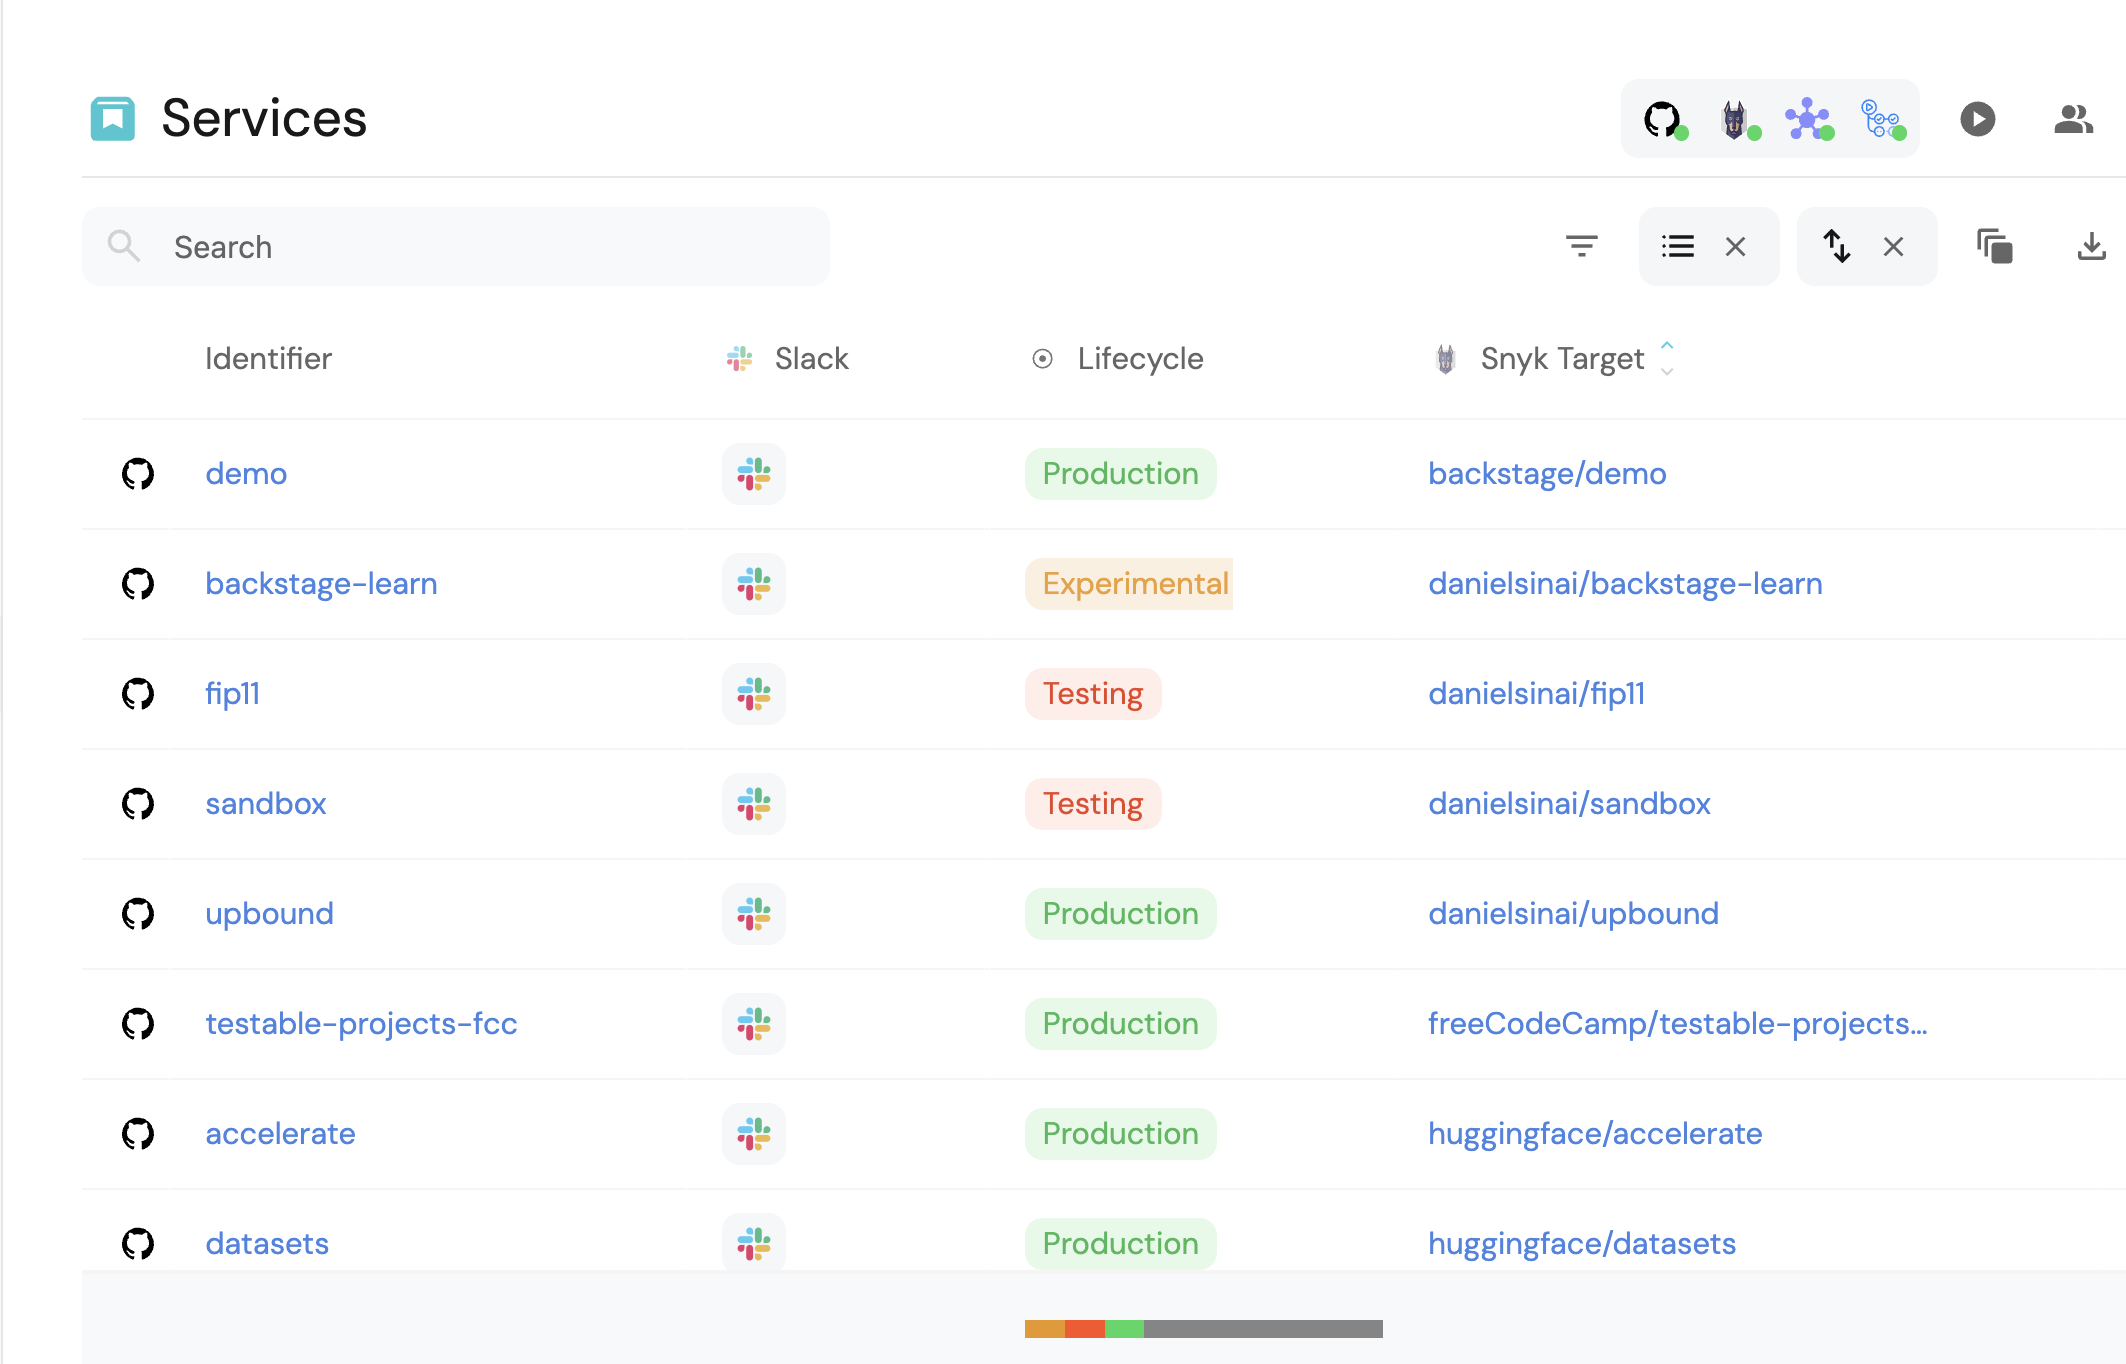 Services
Search
Identifier Slack Lifecycle Snyk Target
demo Production backstage/demo
backstage-learn Experimental danielsinai/backstage-learn
fip11 Testing danielsinai/fip11
sandbox Testing danielsinai/sandbox
upbound Production danielsinai/upbound
testable-projects-fcc Production freeCodeCamp/testable-projects...
accelerate Production huggingface/accelerate
datasets Production huggingface/datasets